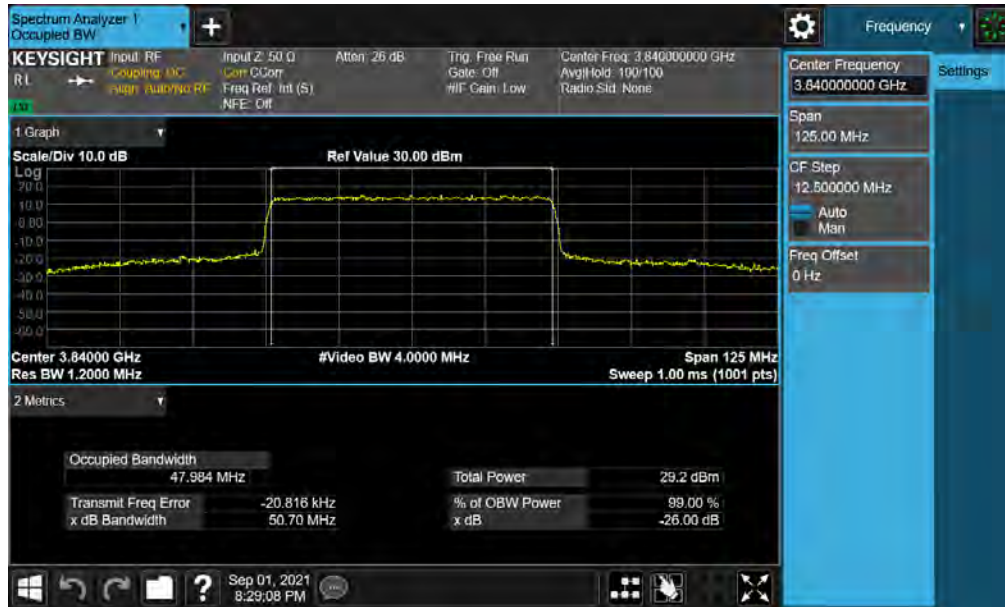 Spectrum Analyzer 1
Occupied BW
+
Frequency
KEYSIGHT
Input: RF
Coupling: DC
Align: Auto/No RF
Input Z: 50 Ω
Corr CCorr
Freq Ref: Int (S)
NFE: Off
Atten: 26 dB
Trig: Free Run
Gate: Off
#IF Gain: Low
Center Freq: 3.840000000 GHz
Avg|Hold: 100/100
Radio Std: None
R L
Center Frequency
3.840000000 GHz
Settings
Span
125.00 MHz
CF Step
12.500000 MHz
Auto
Man
Freq Offset
0 Hz
1 Graph
Scale/Div 10.0 dB
Ref Value 30.00 dBm
Log
20.0
10.0
0.00
-10.0
-20.0
-30.0
-40.0
-50.0
-60.0
Center 3.84000 GHz
#Video BW 4.0000 MHz
Span 125 MHz
Res BW 1.2000 MHz
Sweep 1.00 ms (1001 pts)
2 Metrics
Occupied Bandwidth
47.984 MHz
Total Power 29.2 dBm
Transmit Freq Error -20.816 kHz
% of OBW Power 99.00 %
x dB Bandwidth 50.70 MHz
x dB -26.00 dB
?
Sep 01, 2021
8:29:08 PM